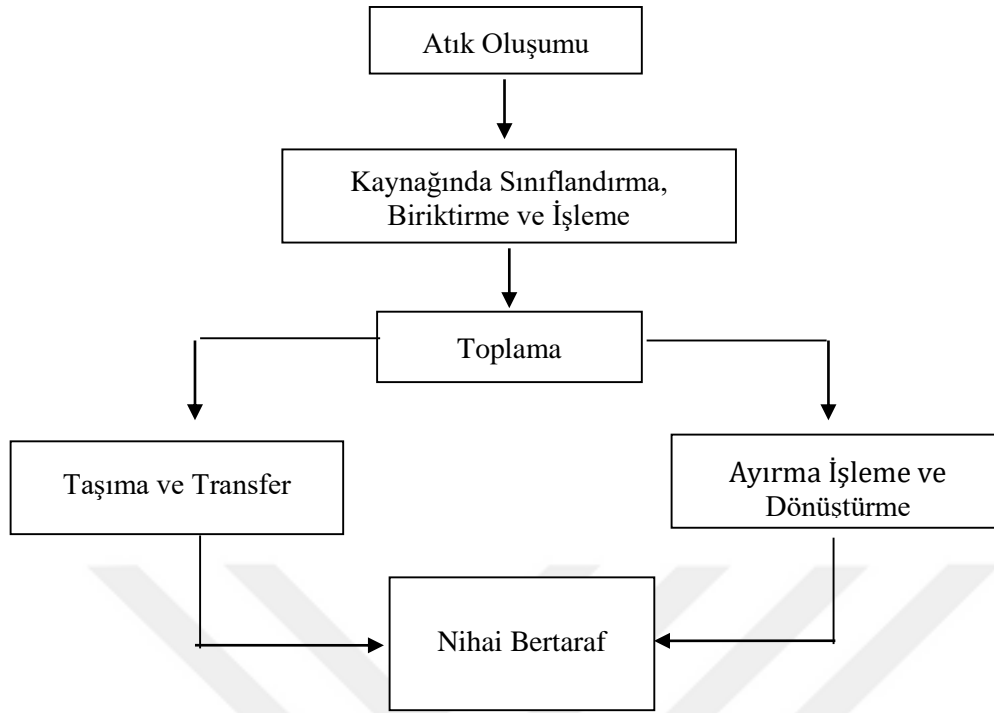 Atık Oluşumu
Kaynağında Sınıflandırma,
Biriktirme ve İşleme
Toplama
Taşıma ve Transfer
Ayırma İşleme ve
Dönüştürme
Nihai Bertaraf